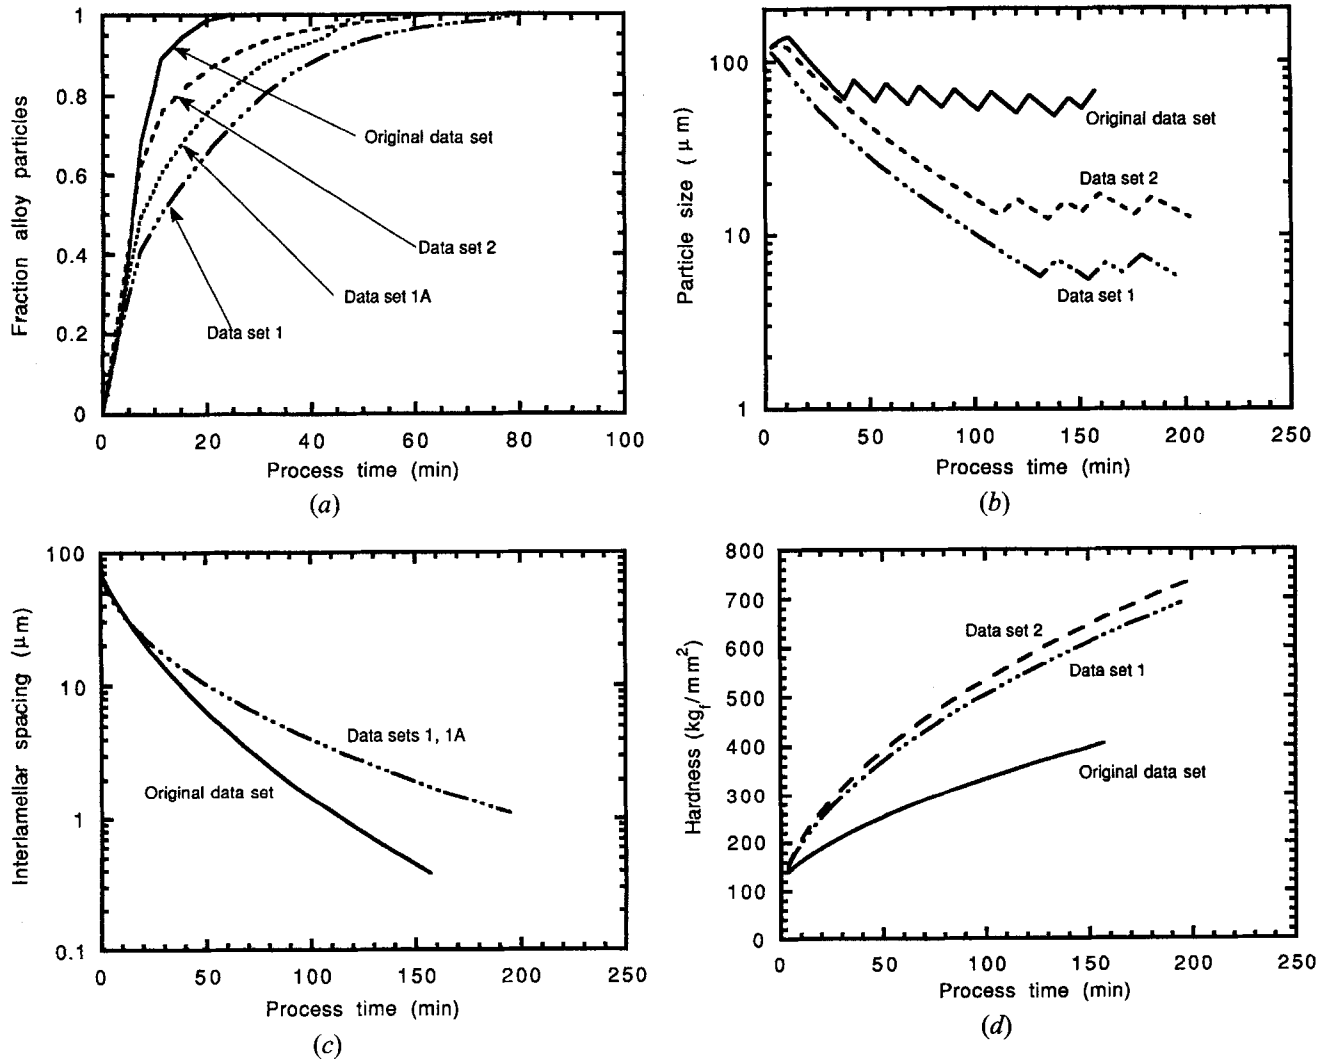 Fraction alloy particles
1
0.8
0.6
0.4
0.2
0
0 20 40 60 80 100
Process time (min)
Original data set
Data set 2
Data set 1A
Data set 1
(a)
Particle size (μm)
100
10
1
0 50 100 150 200 250
Process time (min)
Original data set
Data set 2
Data set 1
(b)
Interlamellar spacing (μm)
100
10
1
0.1
0 50 100 150 200 250
Process time (min)
Data sets 1, 1A
Original data set
(c)
Hardness (kgf/mm2)
800
700
600
500
400
300
200
100
0
0 50 100 150 200 250
Process time (min)
Data set 2
Data set 1
Original data set
(d)